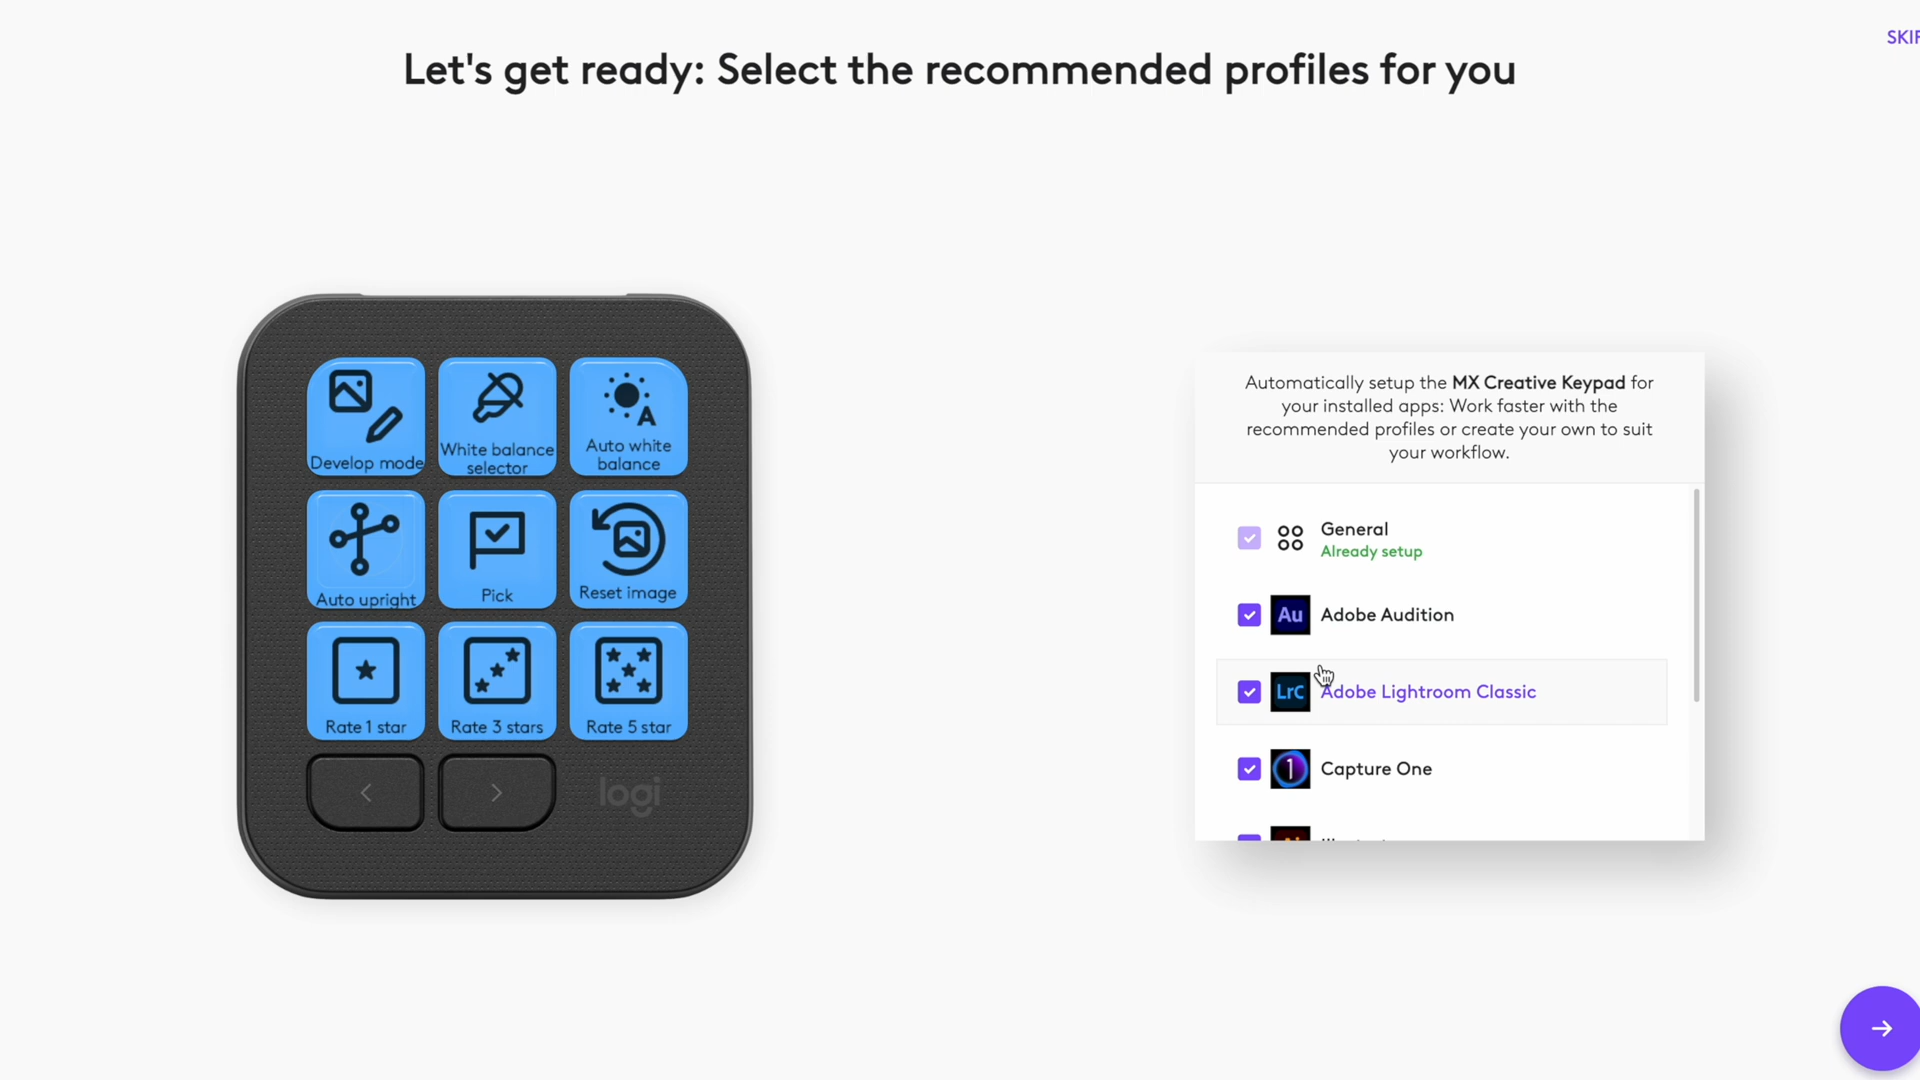 SKIP
Let's get ready: Select the recommended profiles for you
Develop mode
White balance
selector
Auto white
balance
Auto upright
Pick
Reset image
Rate 1 star
Rate 3 stars
Rate 5 star
logi
Automatically setup the MX Creative Keypad for
your installed apps: Work faster with the
recommended profiles or create your own to suit
your workflow.
General
Already setup
Au
Adobe Audition
LrC
Adobe Lightroom Classic
1
Capture One